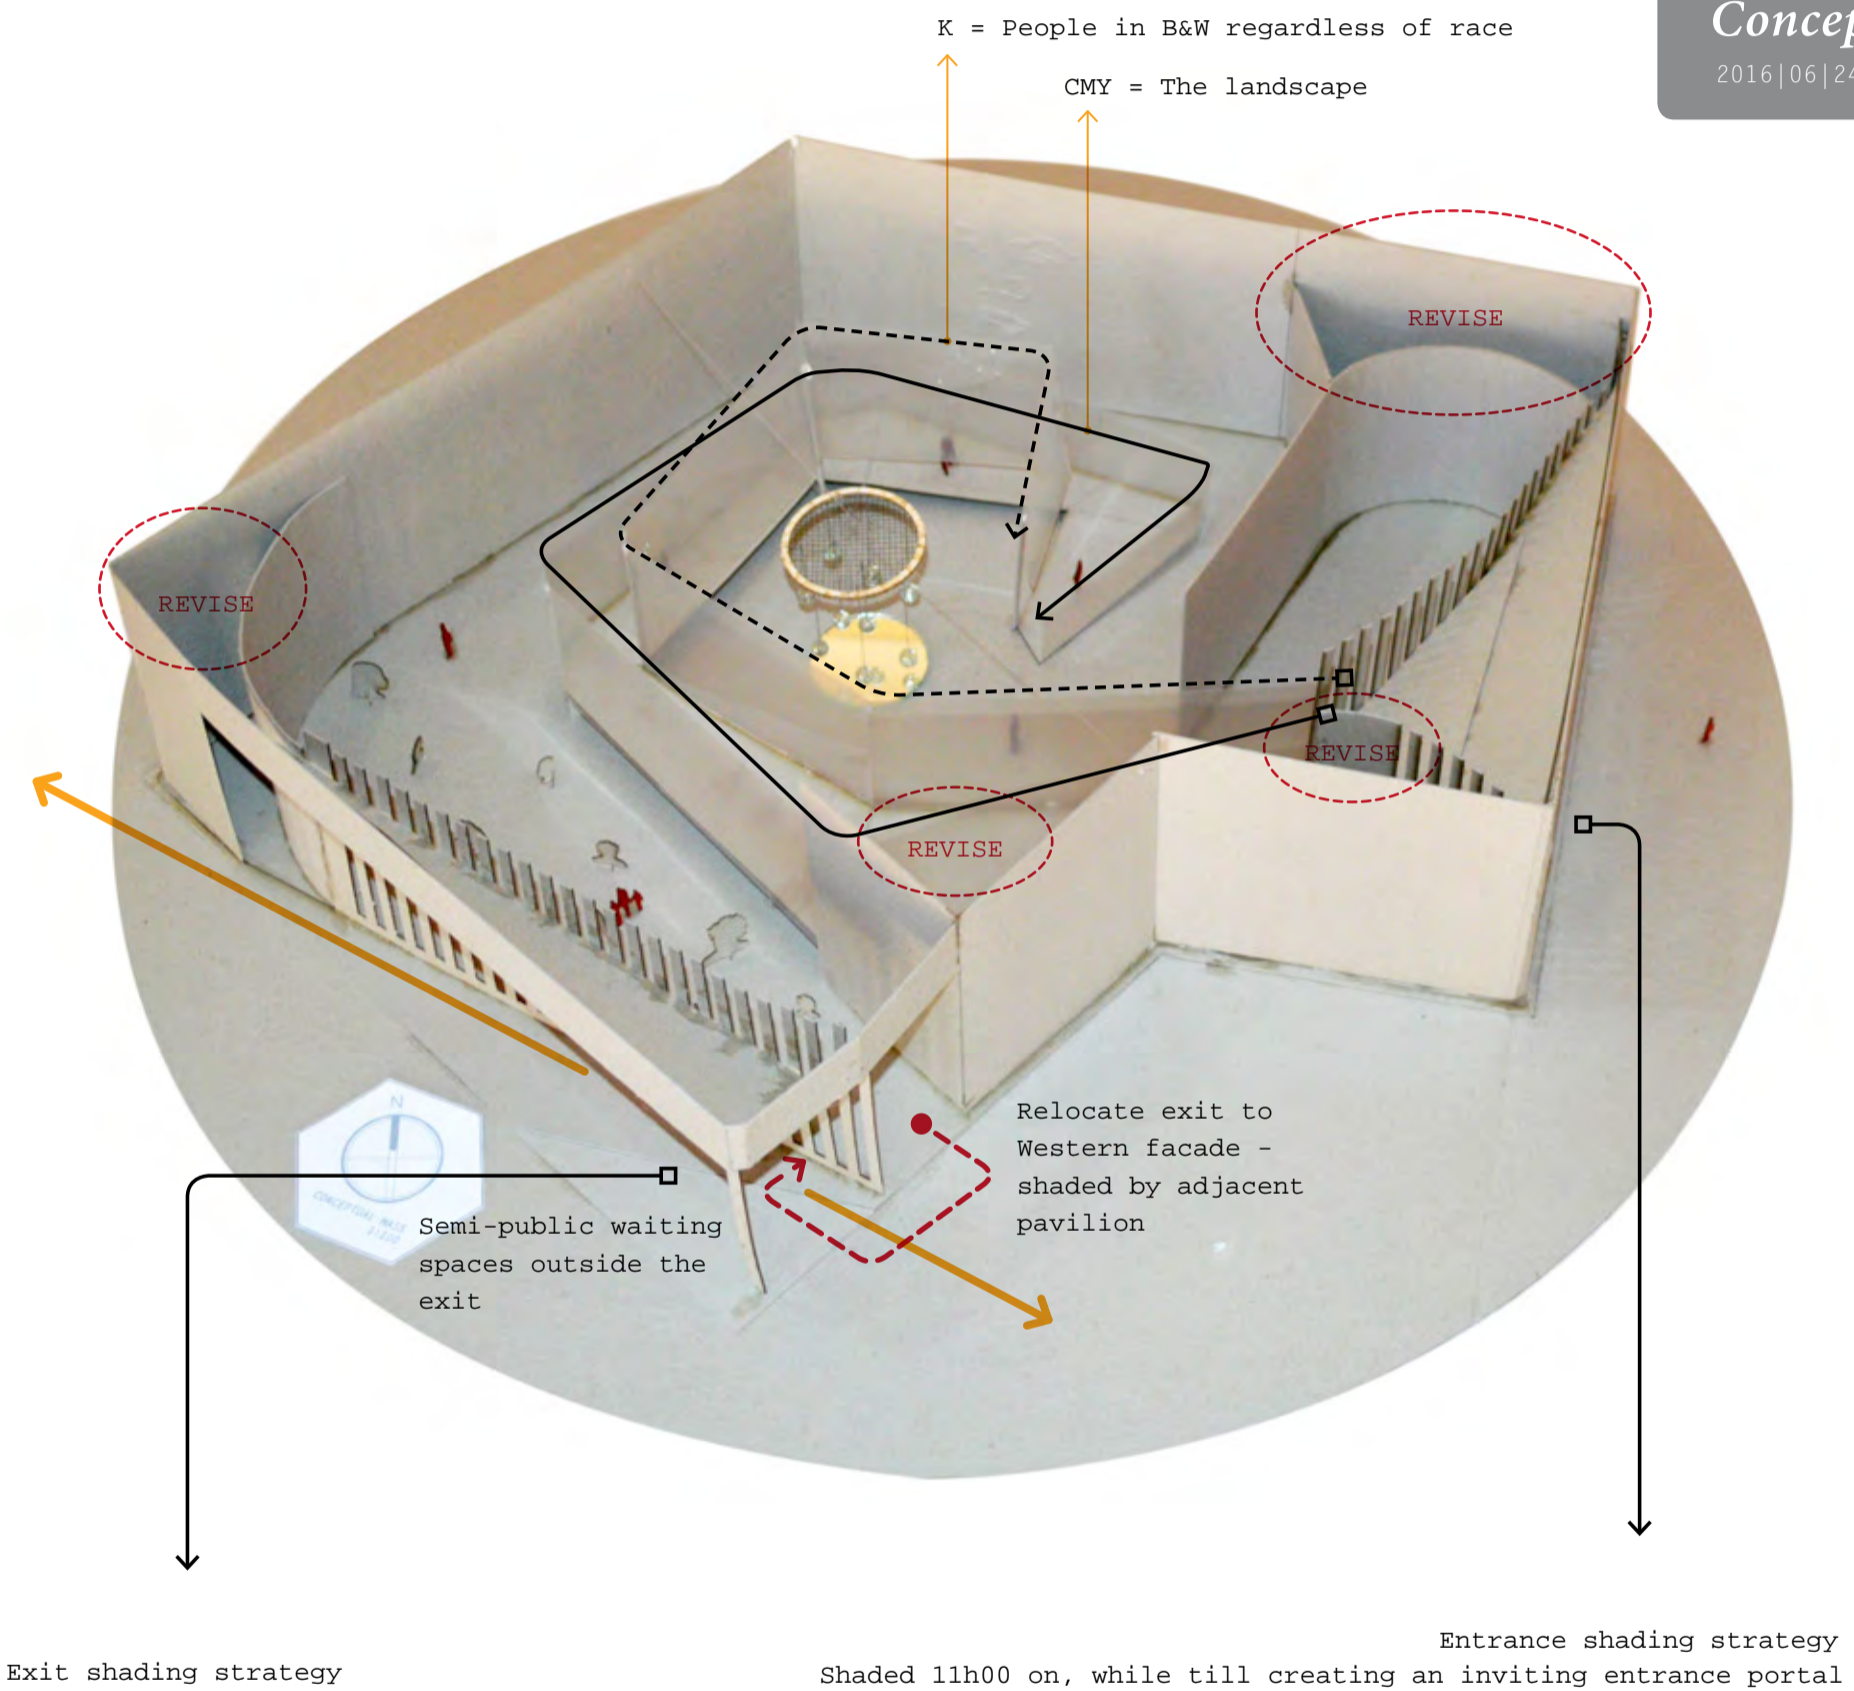 K = People in B&W regardless of race
CMY = The landscape
2016|06|24
REVISE
REVISE
REVISE
REVISE
N
CONCEPTUAL MASS
Relocate exit to
Western facade -
shaded by adjacent
pavilion
Semi-public waiting
spaces outside the
exit
Entrance shading strategy
Exit shading strategy
Shaded 11h00 on, while till creating an inviting entrance portal